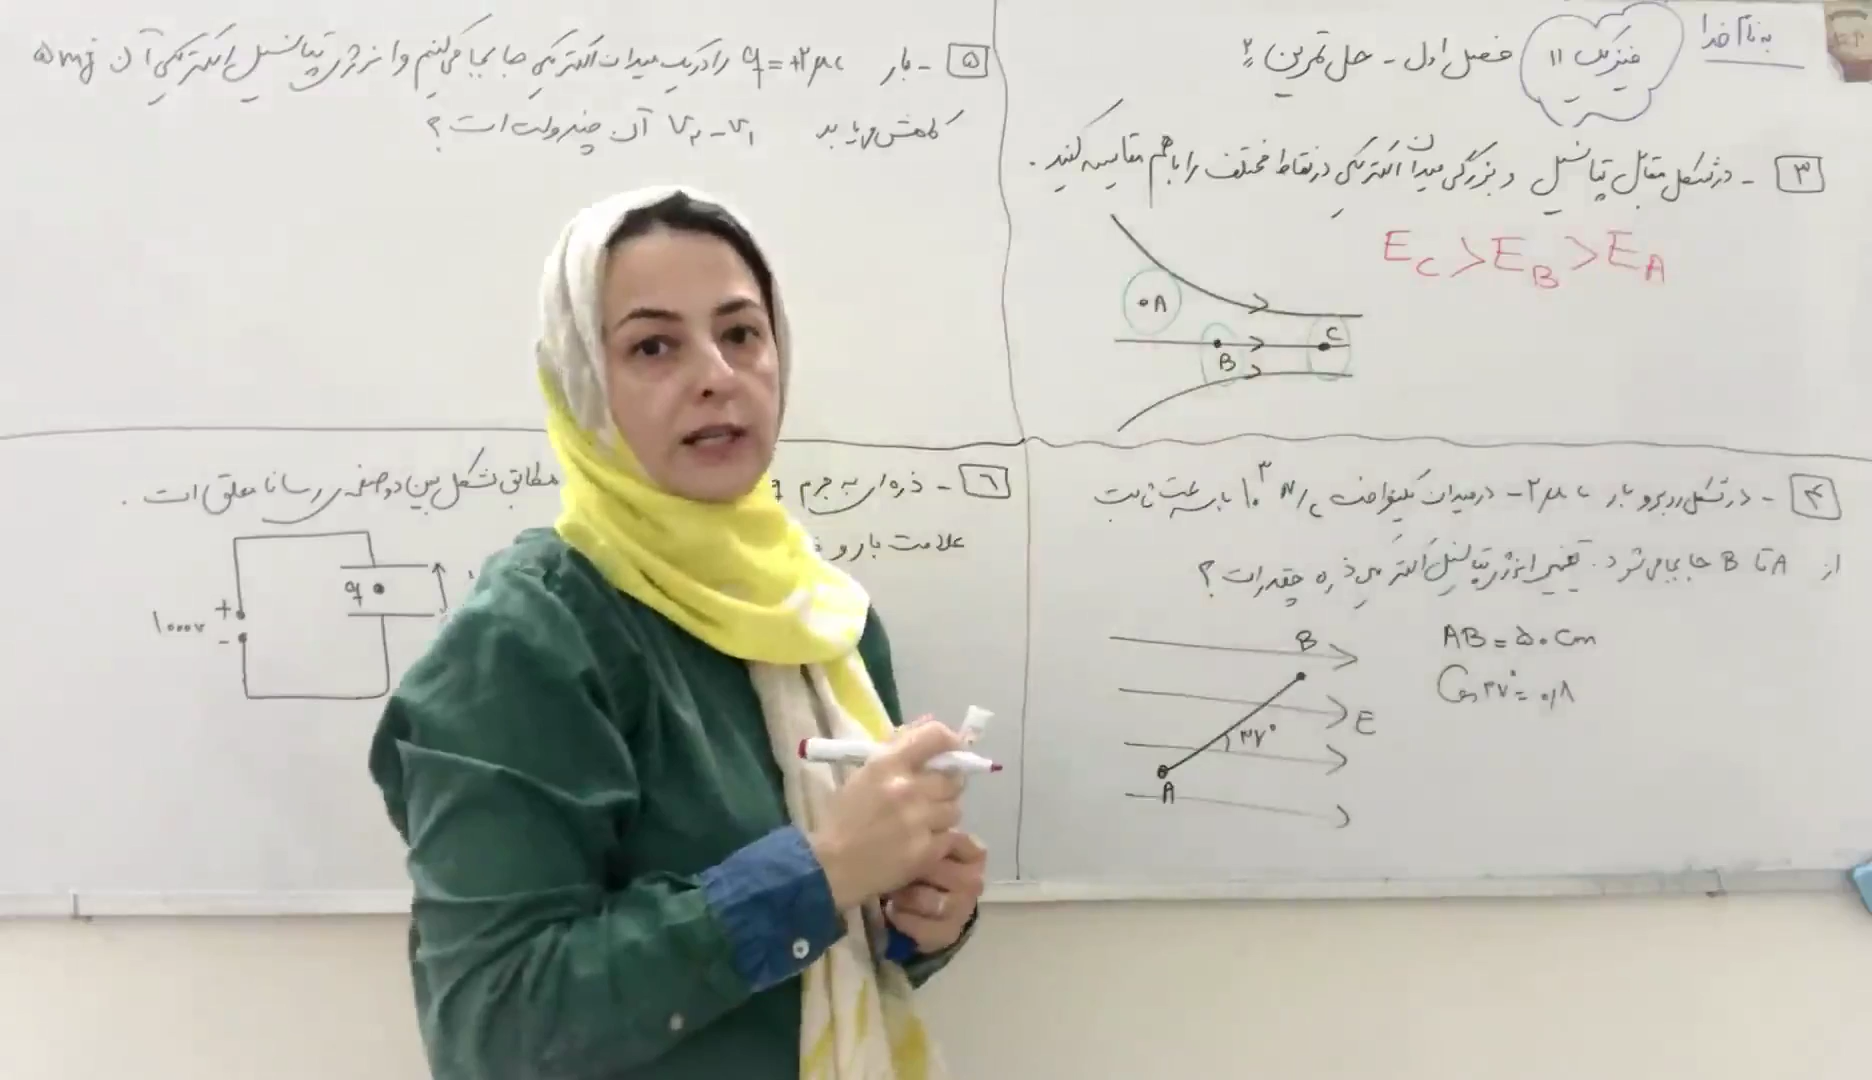 به نام خدا
فیزیک ۱۱
فصل اول - حل تمرین ۲
۳ - در شکل مقابل پتانسیل و بزرگی میدان الکتریکی در نقاط مختلف را با هم مقایسه کنید.
E_C > E_B > E_A
A
B
C
۴ - در شکل روبرو بار -۲μc در میدان یکنواخت ۱۰^۳ N/c با سرعت ثابت
از A تا B جابجا می‌شود. تغییر انرژی پتانسیل الکتریکی ذره چقدر است؟
AB = ۵۰ cm
Cos ۳۷° = ۰٫۸
B
E
۳۷°
A
۵ - بار q = +۲μc را در یک میدان الکتریکی جابجا می‌کنیم و انرژی پتانسیل الکتریکی آن ۵mj
کاهش می‌یابد V₂ - V₁ آن چند ولت است؟
۶ - ذره‌ای به جرم مطابق شکل بین دو صفحه‌ی رسانا معلق است.
علامت بار و
q
+
۱۰۰۰v
-